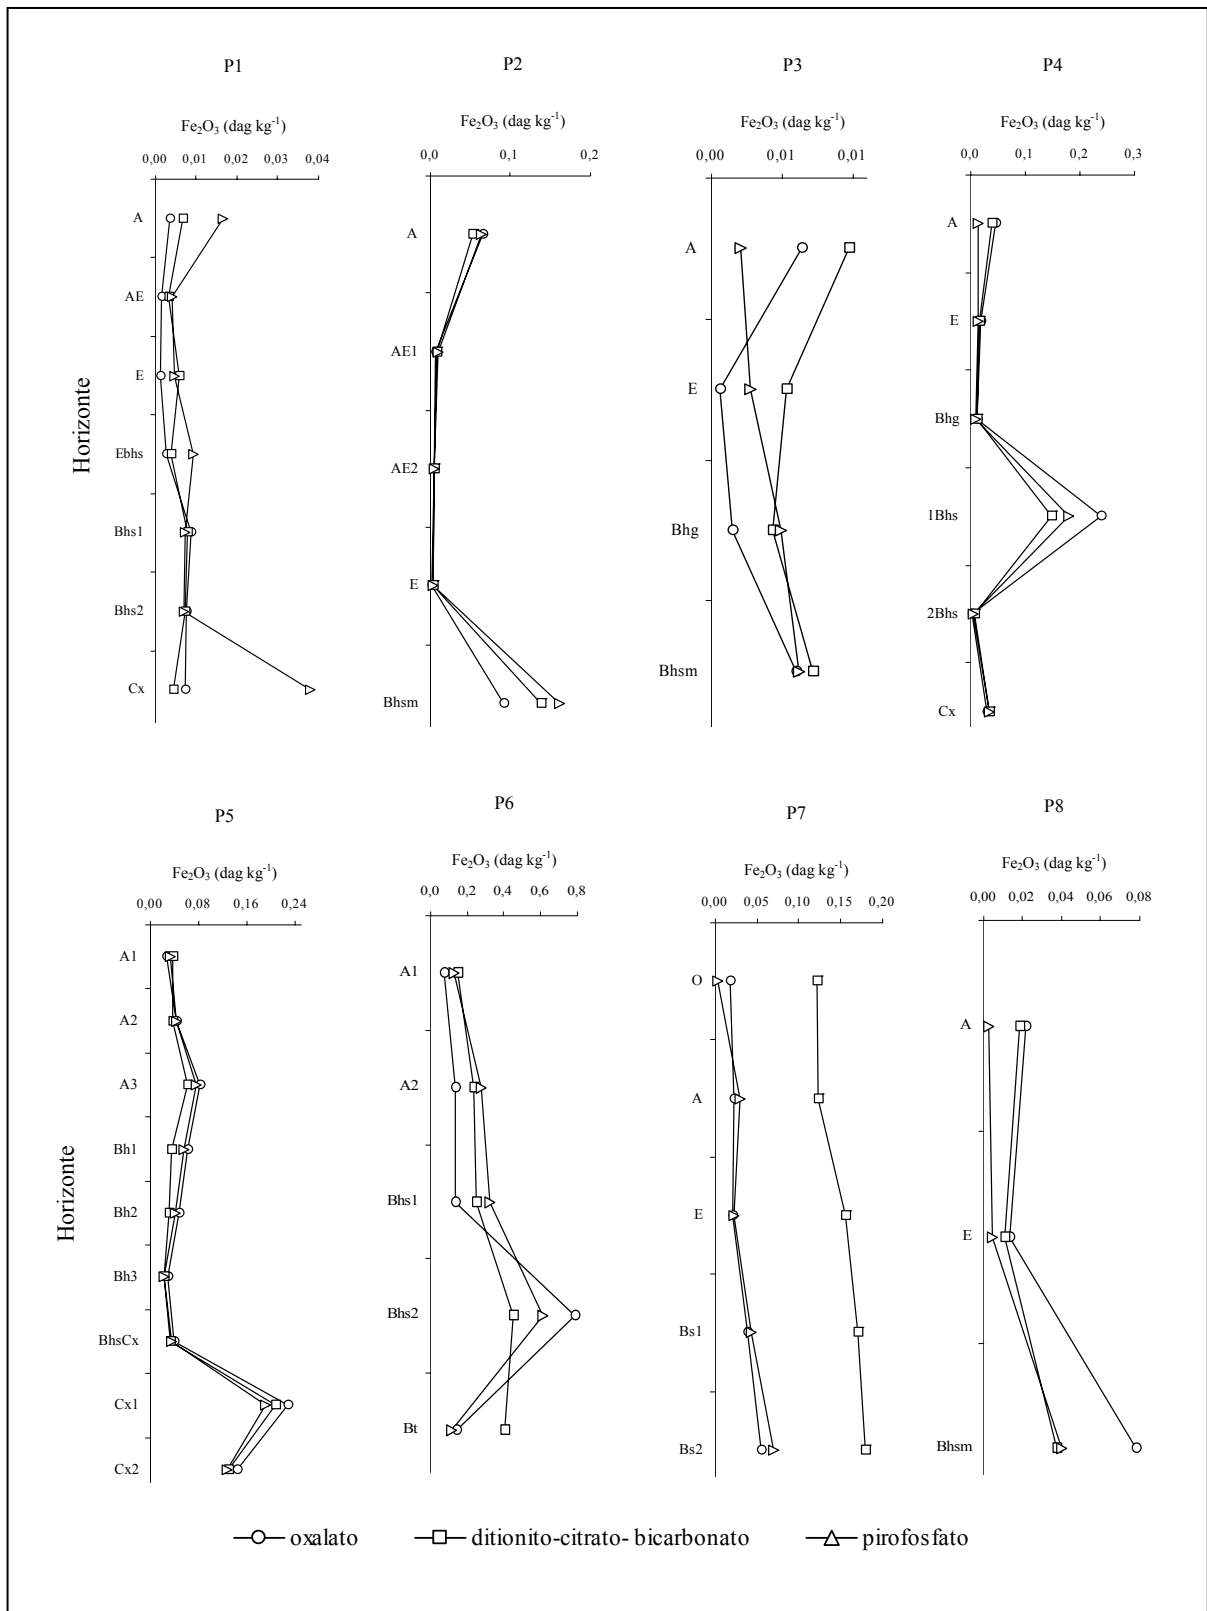 P1
P2
P3
P4
Fe₂O₃ (dag kg⁻¹)
Fe₂O₃ (dag kg⁻¹)
Fe₂O₃ (dag kg⁻¹)
Fe₂O₃ (dag kg⁻¹)
0,00 0,01 0,02 0,03 0,04
0,0 0,1 0,2
0,00 0,01 0,01
0,0 0,1 0,2 0,3
Horizonte
A
AE
E
Ebhs
Bhs1
Bhs2
Cx
A
AE1
AE2
E
Bhsm
A
E
Bhg
Bhsm
A
E
Bhg
1Bhs
2Bhs
Cx
P5
P6
P7
P8
Fe₂O₃ (dag kg⁻¹)
Fe₂O₃ (dag kg⁻¹)
Fe₂O₃ (dag kg⁻¹)
Fe₂O₃ (dag kg⁻¹)
0,00 0,08 0,16 0,24
0,0 0,2 0,4 0,6 0,8
0,00 0,05 0,10 0,15 0,20
0,00 0,02 0,04 0,06 0,08
Horizonte
A1
A2
A3
Bh1
Bh2
Bh3
BhsCx
Cx1
Cx2
A1
A2
Bhs1
Bhs2
Bt
O
A
E
Bs1
Bs2
A
E
Bhsm
oxalato ditionito-citrato- bicarbonato pirofosfato